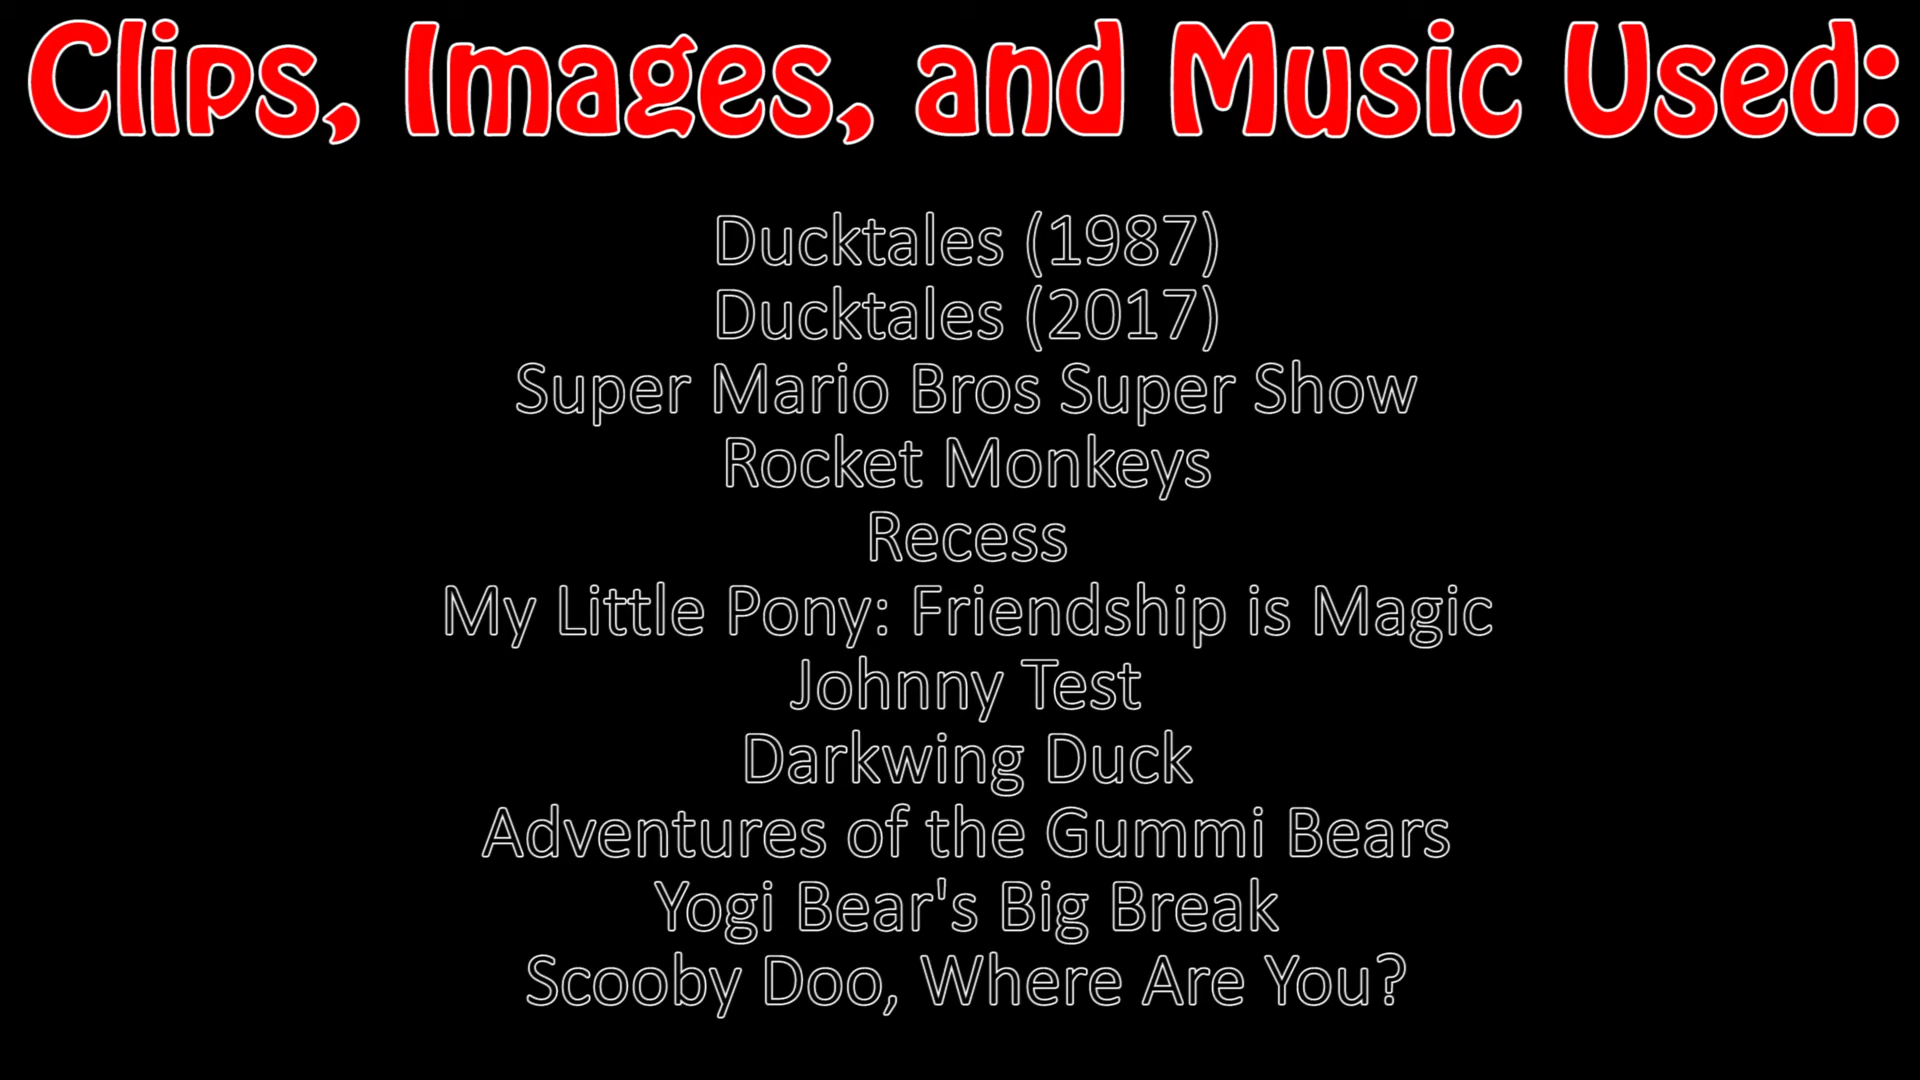 Clips, Images, and Music Used:
Ducktales (1987)
Ducktales (2017)
Super Mario Bros Super Show
Rocket Monkeys
Recess
My Little Pony: Friendship is Magic
Johnny Test
Darkwing Duck
Adventures of the Gummi Bears
Yogi Bear's Big Break
Scooby Doo, Where Are You?